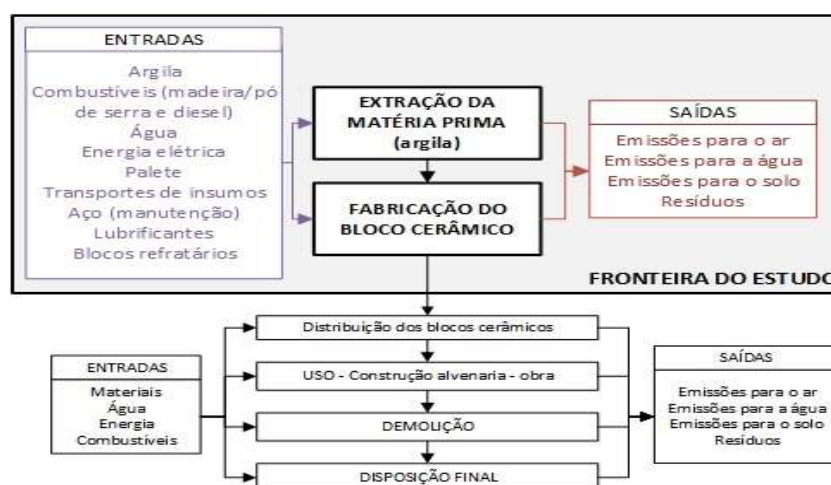 ENTRADAS
Argila
Combustíveis (madeira/pó
de serra e diesel)
Água
Energia elétrica
Palete
Transportes de insumos
Aço (manutenção)
Lubrificantes
Blocos refratários
EXTRAÇÃO DA
MATÉRIA PRIMA
(argila)
FABRICAÇÃO DO
BLOCO CERÂMICO
SAÍDAS
Emissões para o ar
Emissões para a água
Emissões para o solo
Resíduos
FRONTEIRA DO ESTUDO
ENTRADAS
Materiais
Água
Energia
Combustíveis
Distribuição dos blocos cerâmicos
USO - Construção alvenaria - obra
DEMOLIÇÃO
DISPOSIÇÃO FINAL
SAÍDAS
Emissões para o ar
Emissões para a água
Emissões para o solo
Resíduos